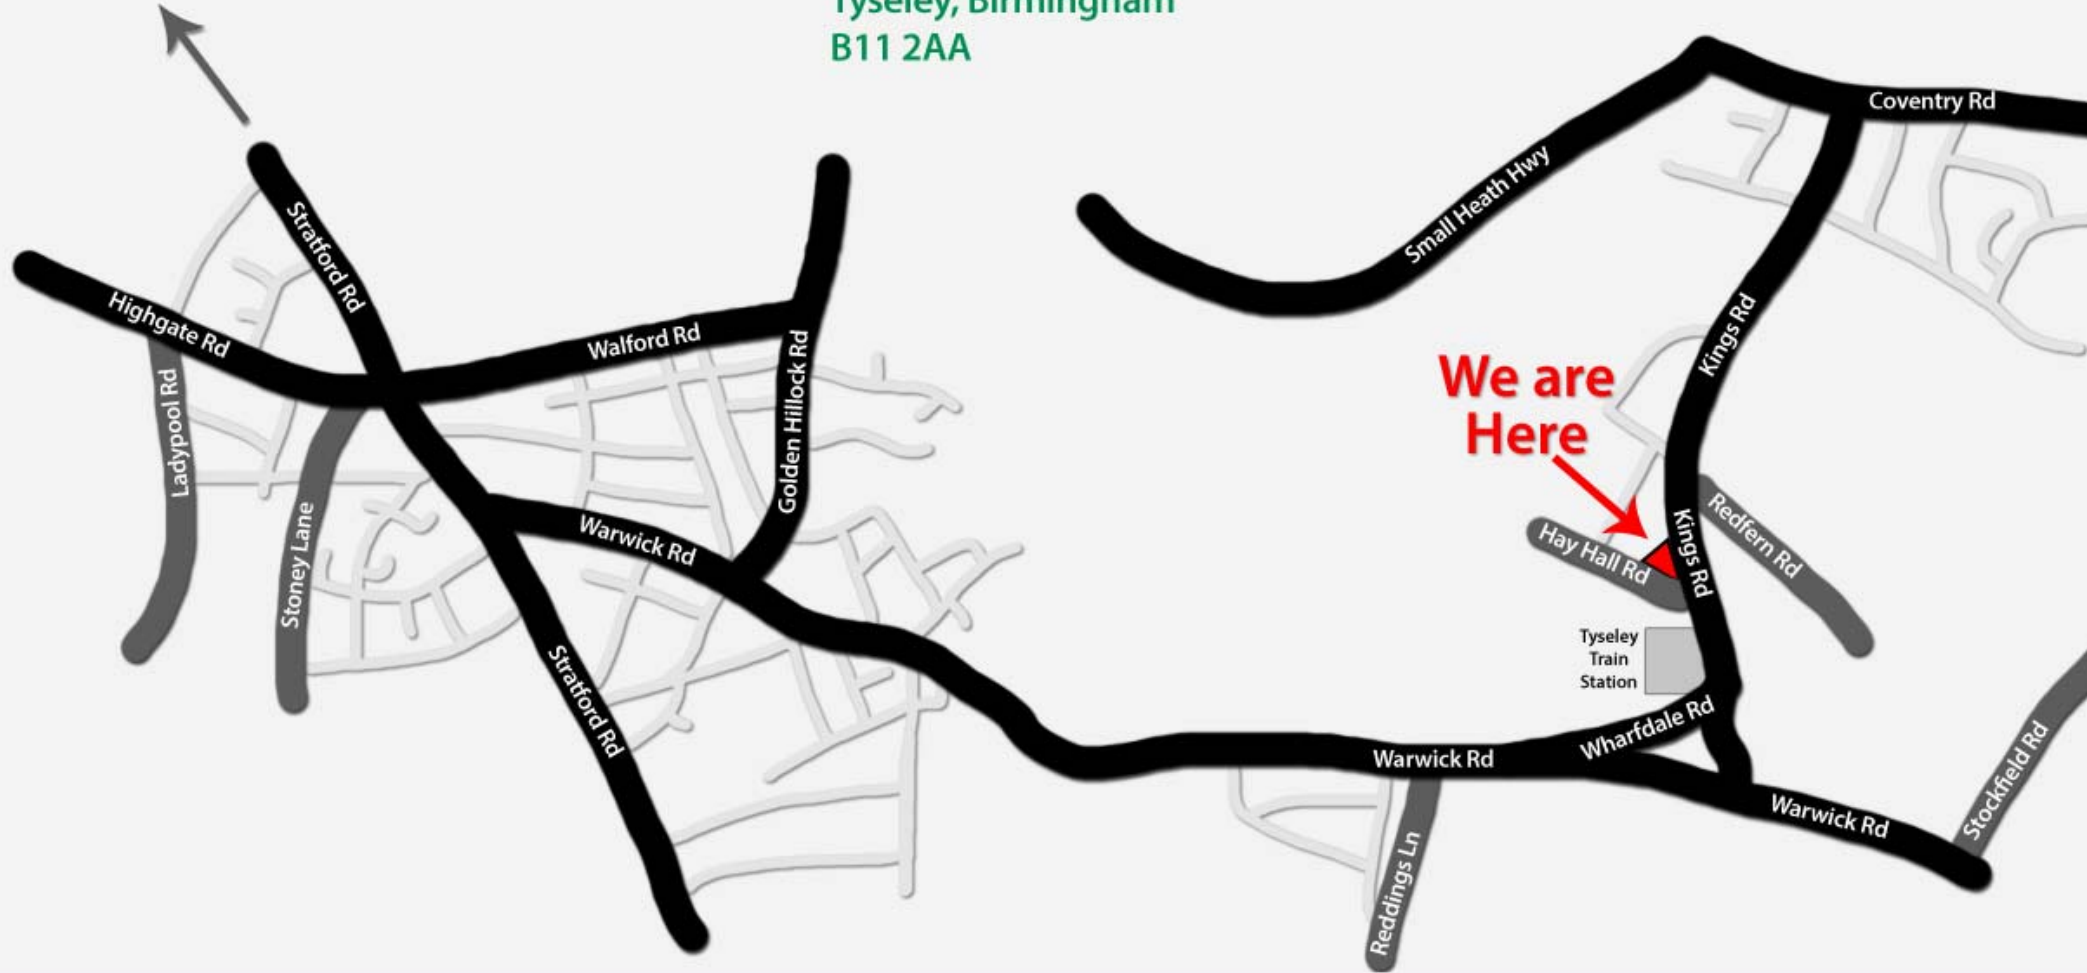 Tyseley, Birmingham
B11 2AA
Coventry Rd
Small Heath Hwy
Stratford Rd
Highgate Rd
Walford Rd
Kings Rd
Golden Hillock Rd
Ladypool Rd
We are
Here
Stoney Lane
Warwick Rd
Kings Rd
Redfern Rd
Hay Hall Rd
Tyseley
Train
Station
Stratford Rd
Wharfdale Rd
Warwick Rd
Stockfield Rd
Warwick Rd
Reddings Ln